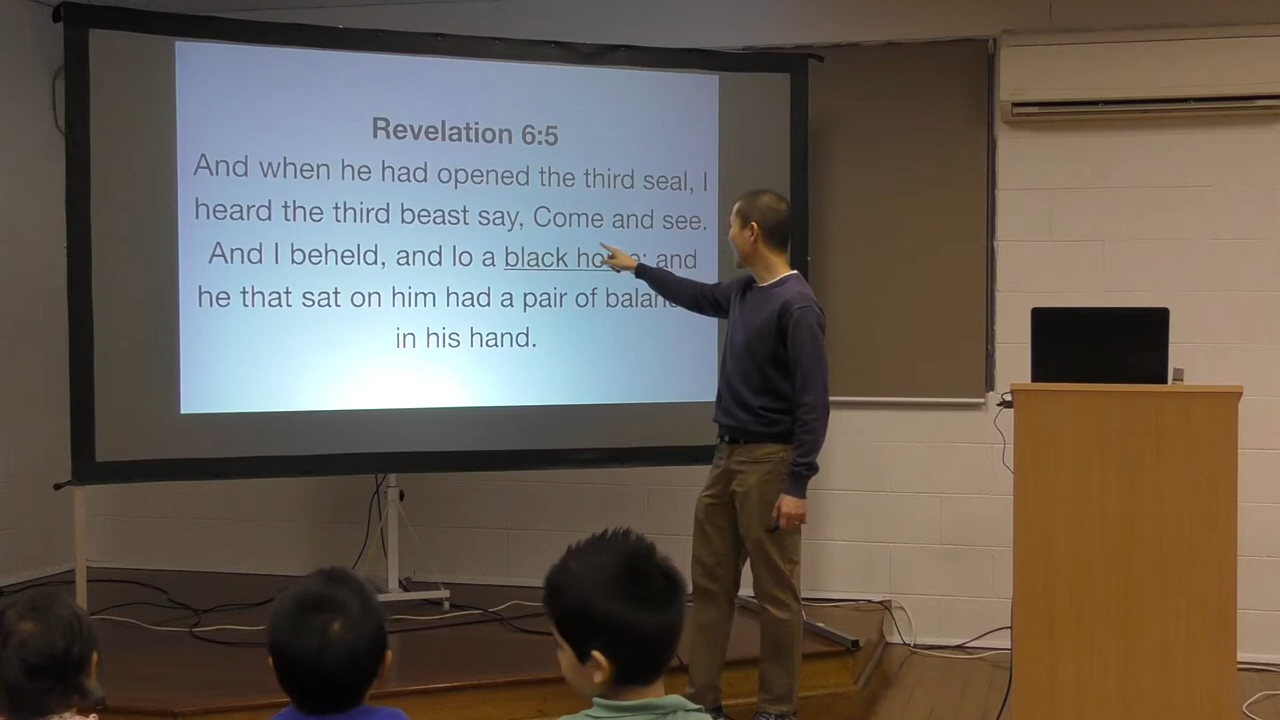 Revelation 6:5
And when he had opened the third seal, I
heard the third beast say, Come and see.
And I beheld, and lo a black and
he that sat on him had a pair of
in his hand.